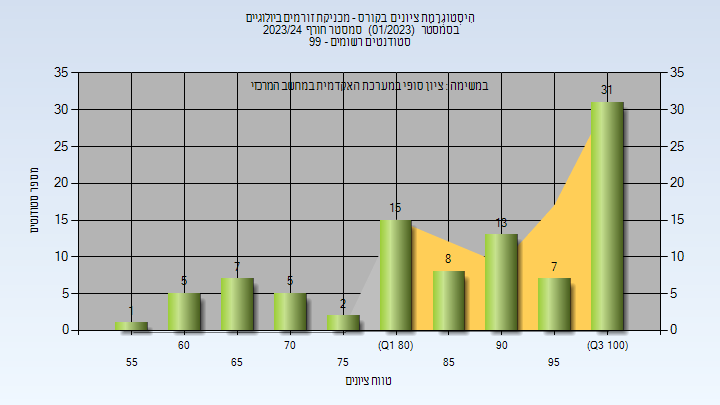 היסטוגרמת ציונים בקורס - מכניקת זורמים ביולוגיים
בסמסטר (01/2023) סמסטר חורף 2023/24
סטודנטים רשומים - 99
במשימה : ציון סופי במערכת האקדמית במחשב המרכזי
35 35
30 30
25 25
20 20
15 15
10 10
5 5
0 0
מספר סטודנטים
1 5 7 5 2 15 8 13 7 31
55 60 65 70 75 (Q1 80) 85 90 95 (Q3 100)
טווח ציונים